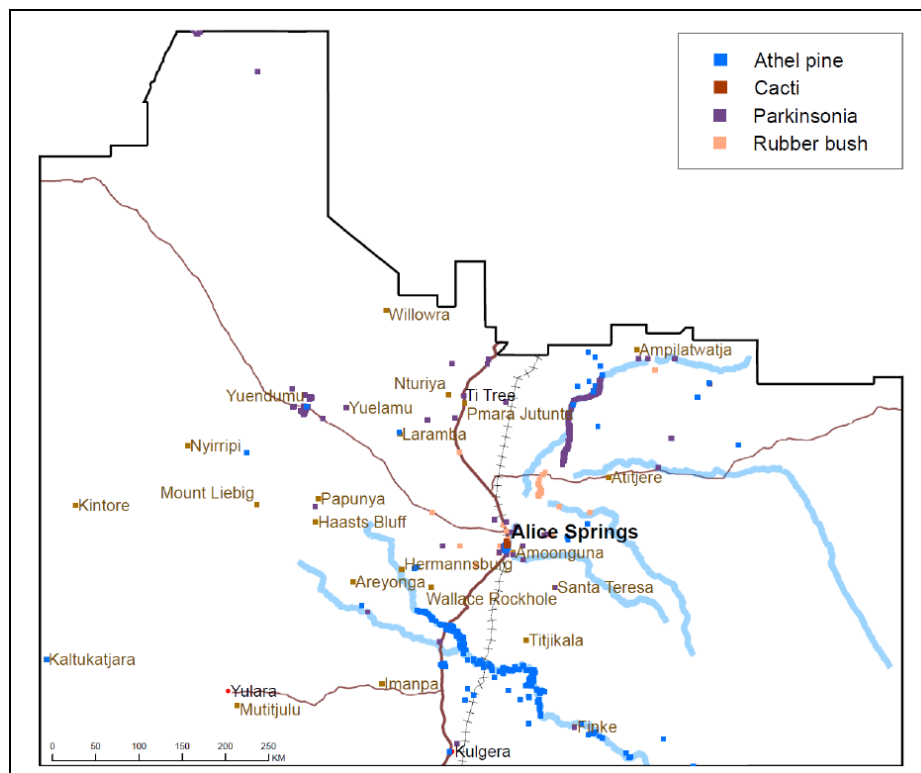 Athel pine
Cacti
Parkinsonia
Rubber bush
Willowra
Ampilatwatja
Nturiya
Ti Tree
Yuendumu
Yuelamu
Pmara Jutunta
Laramba
Nyirripi
Atitjere
Mount Liebig
Papunya
Kintore
Haasts Bluff
Alice Springs
Amoonguna
Hermannsburg
Areyonga
Wallace Rockhole
Santa Teresa
Titjikala
Kaltukatjara
Imanpa
Yulara
Mutitjulu
Finke
Kulgera
0 50 100 150 200 250
KM